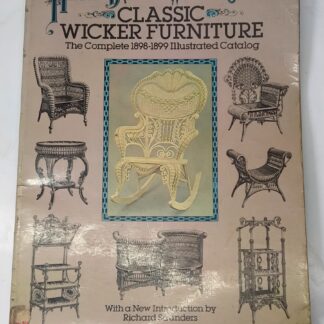 CLASSIC
WICKER FURNITURE
The Complete 1898-1899 Illustrated Catalog
With a New Introduction by
Richard Saunders